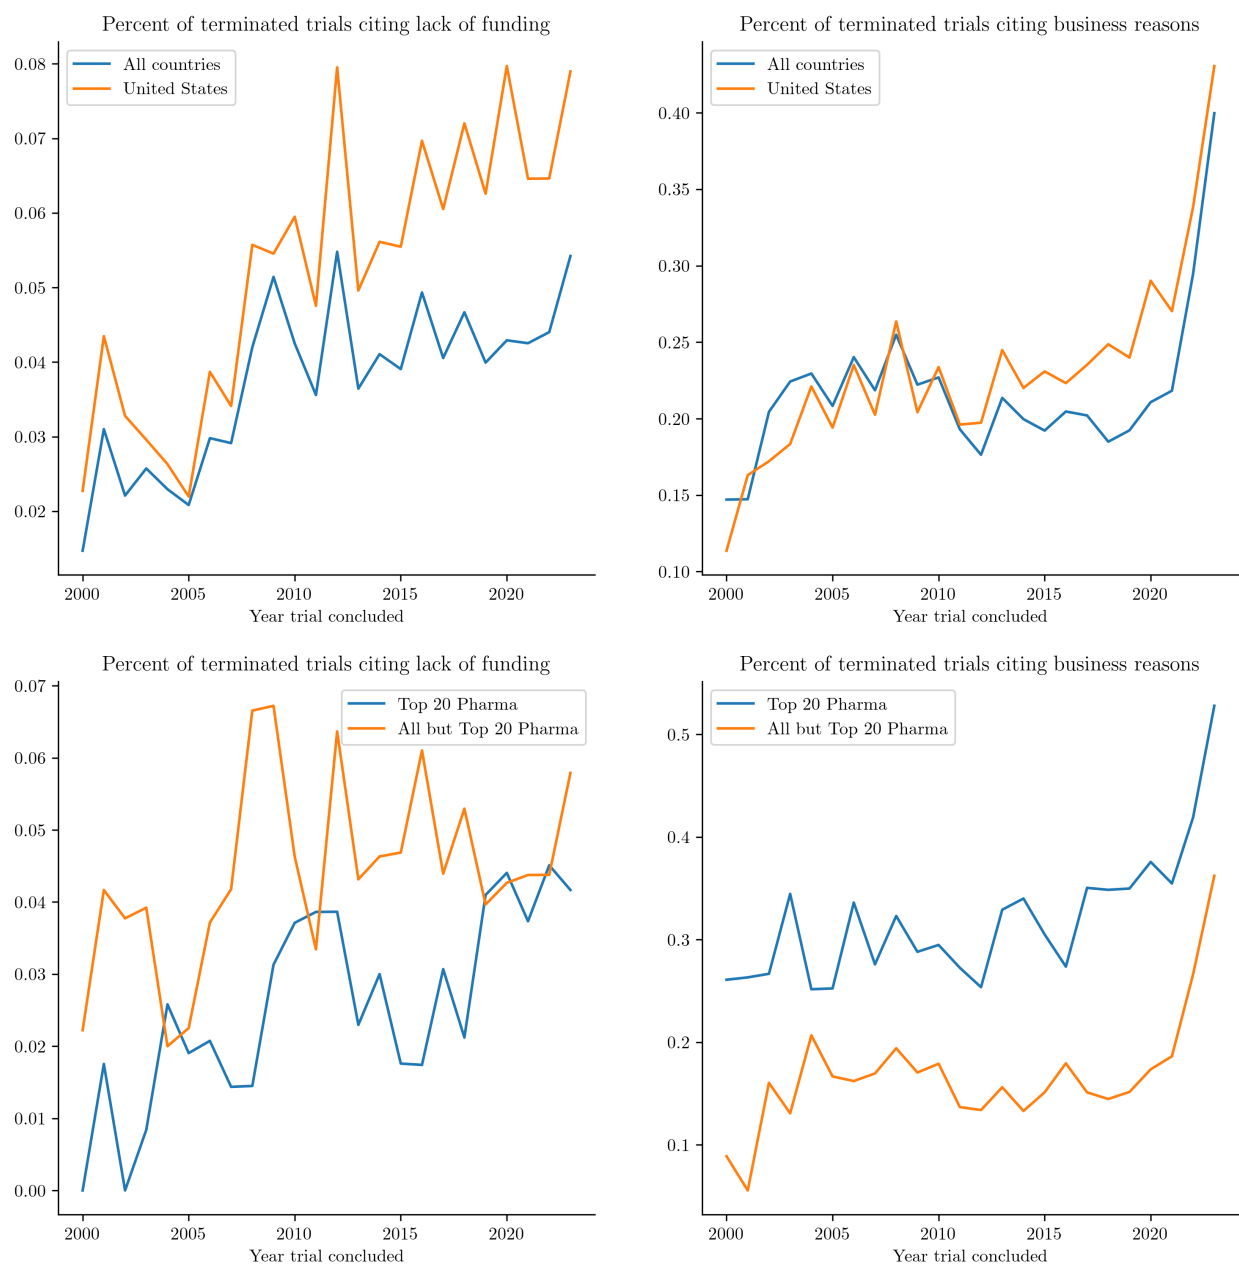 Percent of terminated trials citing lack of funding
All countries
United States
0.08
0.07
0.06
0.05
0.04
0.03
0.02
2000 2005 2010 2015 2020
Year trial concluded
Percent of terminated trials citing business reasons
All countries
United States
0.40
0.35
0.30
0.25
0.20
0.15
0.10
2000 2005 2010 2015 2020
Year trial concluded
Percent of terminated trials citing lack of funding
Top 20 Pharma
All but Top 20 Pharma
0.07
0.06
0.05
0.04
0.03
0.02
0.01
0.00
2000 2005 2010 2015 2020
Year trial concluded
Percent of terminated trials citing business reasons
Top 20 Pharma
All but Top 20 Pharma
0.5
0.4
0.3
0.2
0.1
2000 2005 2010 2015 2020
Year trial concluded